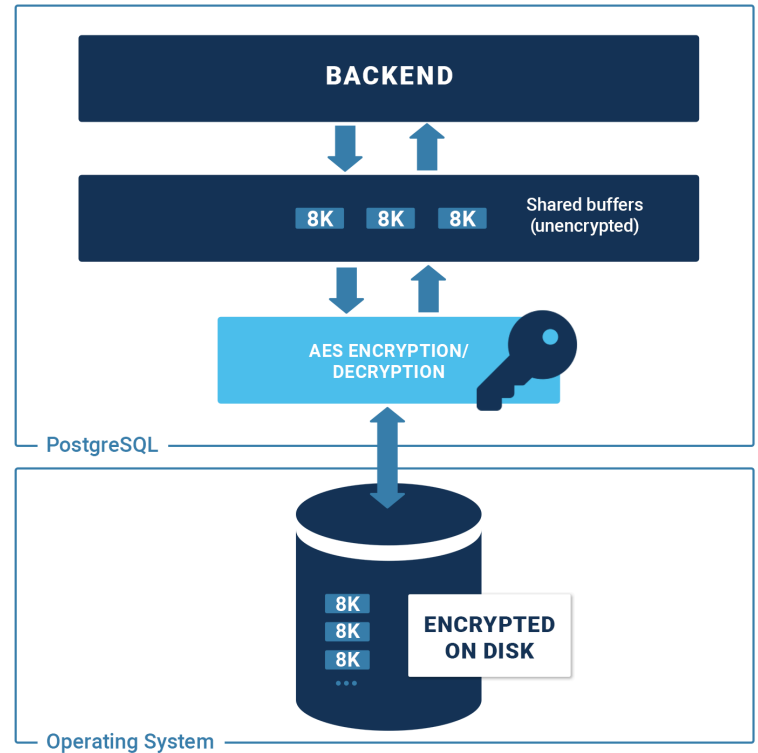 BACKEND
8K 8K 8K
Shared buffers
(unencrypted)
AES ENCRYPTION/
DECRYPTION
PostgreSQL
8K
8K
8K
...
ENCRYPTED
ON DISK
Operating System